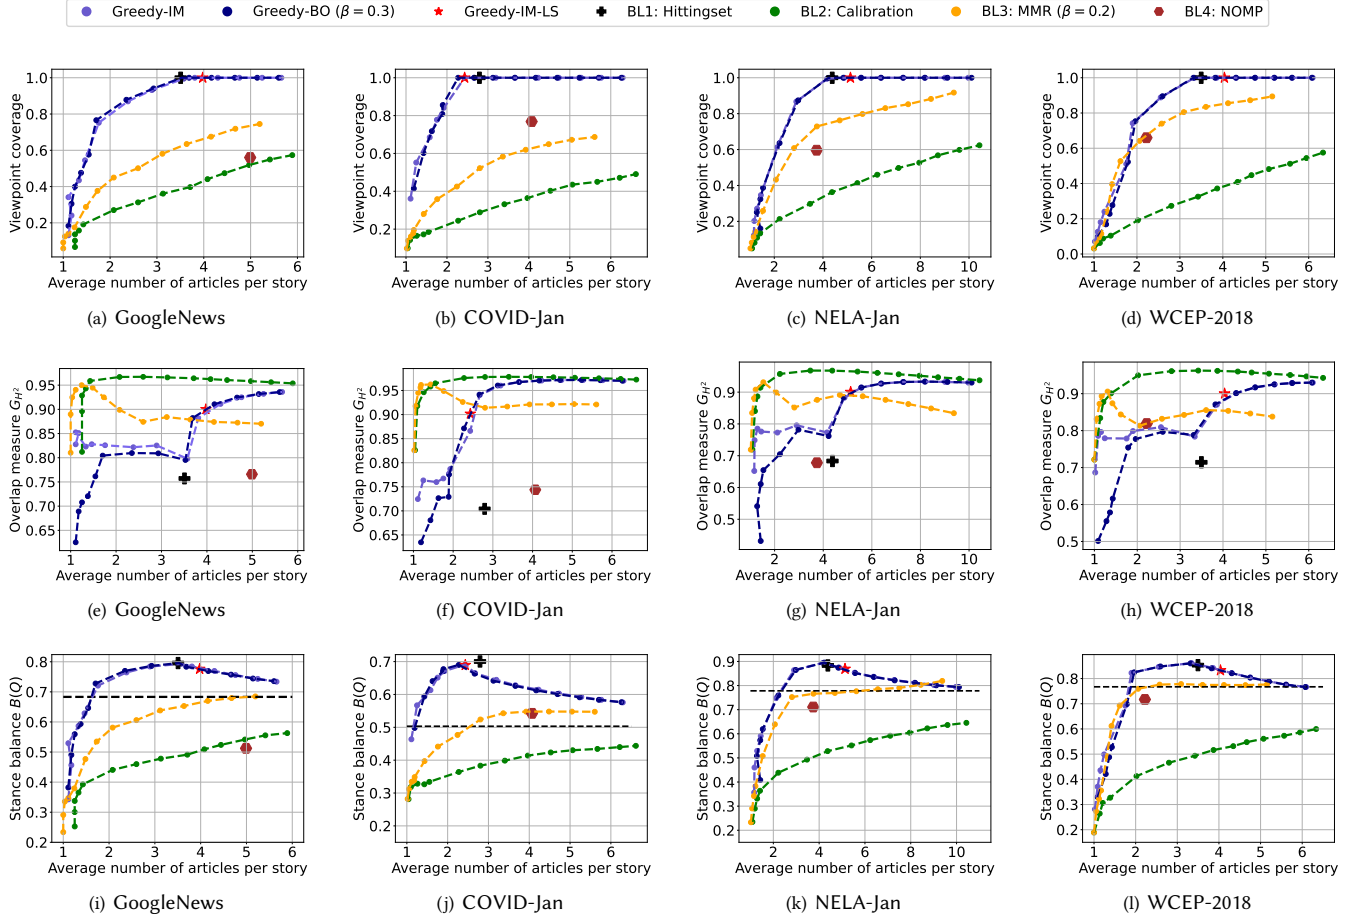 Greedy-IM Greedy-BO (β = 0.3) Greedy-IM-LS BL1: Hittingset BL2: Calibration BL3: MMR (β = 0.2) BL4: NOMP
Viewpoint coverage
1.0
0.8
0.6
0.4
0.2
1 2 3 4 5 6
Average number of articles per story
(a) GoogleNews
Viewpoint coverage
1.0
0.8
0.6
0.4
0.2
1 2 3 4 5 6
Average number of articles per story
(b) COVID-Jan
Viewpoint coverage
1.0
0.8
0.6
0.4
0.2
2 4 6 8 10
Average number of articles per story
(c) NELA-Jan
Viewpoint coverage
1.0
0.8
0.6
0.4
0.2
0.0
1 2 3 4 5 6
Average number of articles per story
(d) WCEP-2018
Overlap measure G_{H²}
0.95
0.90
0.85
0.80
0.75
0.70
0.65
1 2 3 4 5 6
Average number of articles per story
(e) GoogleNews
Overlap measure G_{H²}
0.95
0.90
0.85
0.80
0.75
0.70
0.65
1 2 3 4 5 6
Average number of articles per story
(f) COVID-Jan
Overlap measure G_{H²}
0.9
0.8
0.7
0.6
0.5
2 4 6 8 10
Average number of articles per story
(g) NELA-Jan
Overlap measure G_{H²}
0.9
0.8
0.7
0.6
0.5
1 2 3 4 5 6
Average number of articles per story
(h) WCEP-2018
Stance balance B(Q)
0.8
0.7
0.6
0.5
0.4
0.3
0.2
1 2 3 4 5 6
Average number of articles per story
(i) GoogleNews
Stance balance B(Q)
0.7
0.6
0.5
0.4
0.3
0.2
1 2 3 4 5 6
Average number of articles per story
(j) COVID-Jan
Stance balance B(Q)
0.9
0.8
0.7
0.6
0.5
0.4
0.3
0.2
2 4 6 8 10
Average number of articles per story
(k) NELA-Jan
Stance balance B(Q)
0.8
0.7
0.6
0.5
0.4
0.3
0.2
1 2 3 4 5 6
Average number of articles per story
(l) WCEP-2018